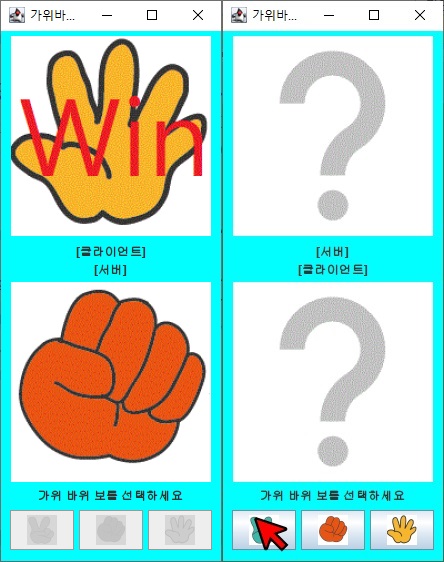 가위바...
가위바...
Win
[클라이언트]
[서버]
가위 바위 보를 선택하세요
[서버]
[클라이언트]
가위 바위 보를 선택하세요